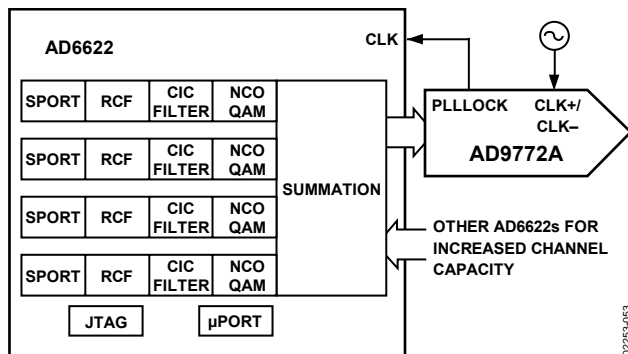 AD6622
CLK
SPORT RCF CIC FILTER NCO QAM
SPORT RCF CIC FILTER NCO QAM
SPORT RCF CIC FILTER NCO QAM
SPORT RCF CIC FILTER NCO QAM
SUMMATION
JTAG
µPORT
PLLLOCK
CLK+/
CLK–
AD9772A
OTHER AD6622s FOR
INCREASED CHANNEL
CAPACITY
02253-053